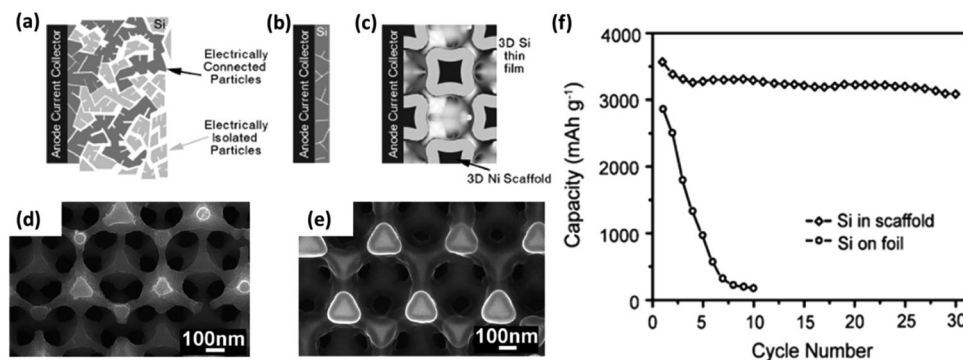 (a)
Si
Anode Current Collector
Electrically
Connected
Particles
Electrically
Isolated
Particles
(b)
Si
Anode Current Collector
(c)
3D Si
thin
film
Anode Current Collector
3D Ni Scaffold
(d)
100nm
(e)
100nm
(f)
4000
3000
2000
1000
0
Capacity (mAh g⁻¹)
Si in scaffold
Si on foil
0 5 10 15 20 25 30
Cycle Number